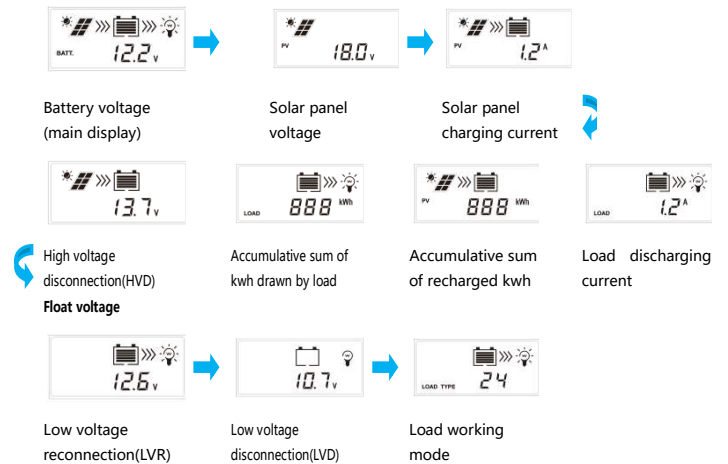 BATT. 12.2 v
PV 18.0 v
PV 1.2 A
Battery voltage
(main display)
Solar panel
voltage
Solar panel
charging current
13.7 v
LOAD 888 kWh
PV 888 kWh
LOAD 1.2 A
High voltage
disconnection(HVD)
Float voltage
Accumulative sum of
kwh drawn by load
Accumulative sum
of recharged kwh
Load discharging
current
12.6 v
10.7 v
LOAD TYPE 24
Low voltage
reconnection(LVR)
Low voltage
disconnection(LVD)
Load working
mode